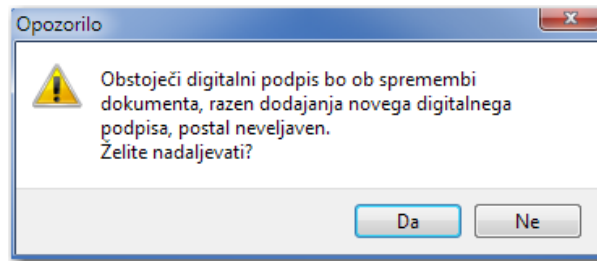 Opozorilo
Obstoječi digitalni podpis bo ob spremembi
dokumenta, razen dodajanja novega digitalnega
podpisa, postal neveljaven.
Želite nadaljevati?
Da
Ne